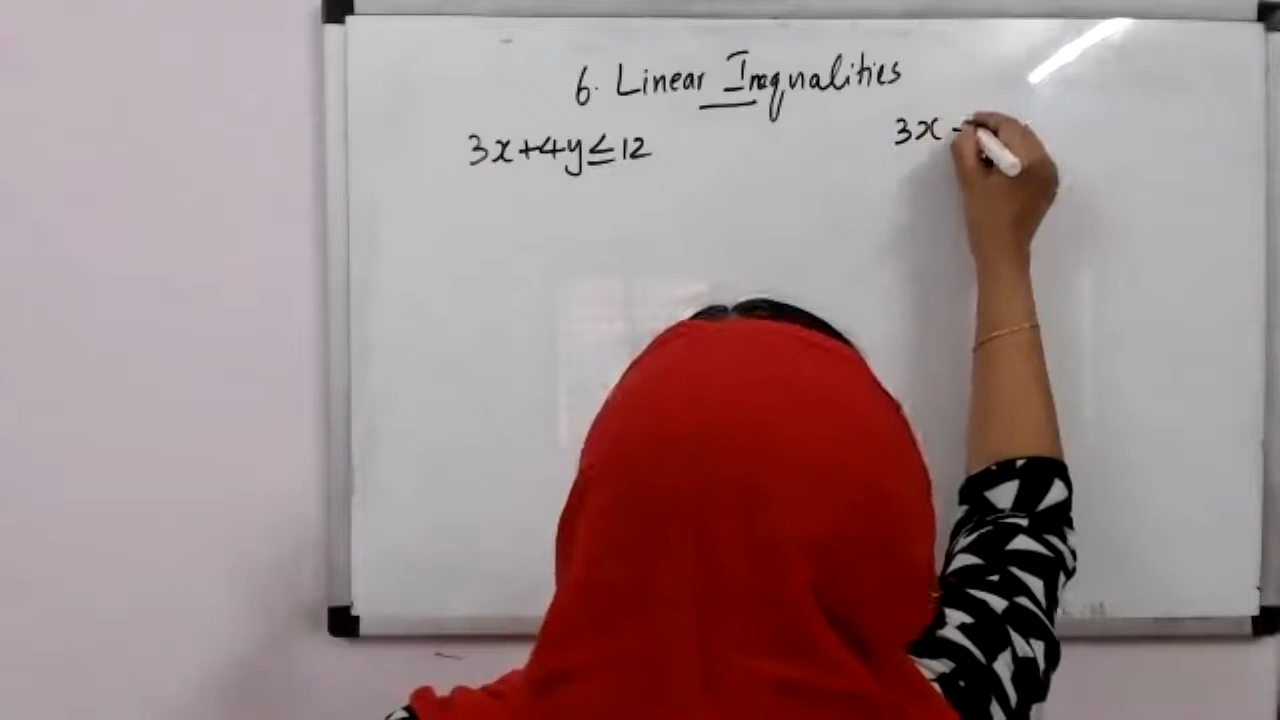 6. Linear Inequalities
3x+4y≤12
3x -